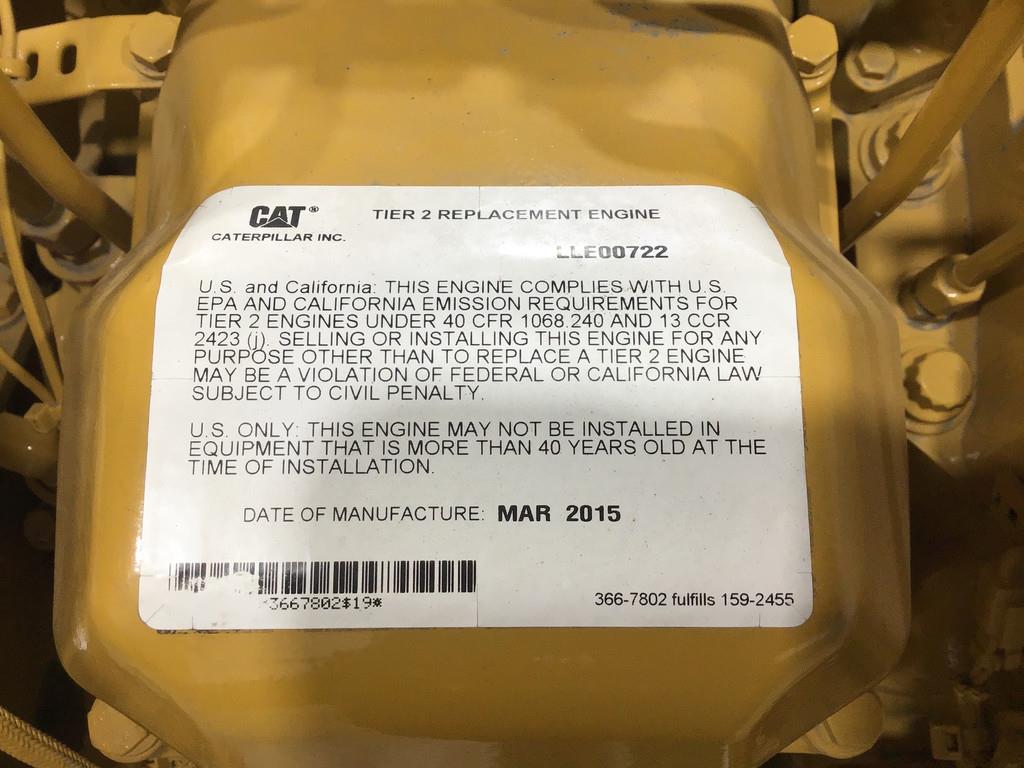 CAT® TIER 2 REPLACEMENT ENGINE
CATERPILLAR INC.
LLE00722
U.S. and California: THIS ENGINE COMPLIES WITH U.S.
EPA AND CALIFORNIA EMISSION REQUIREMENTS FOR
TIER 2 ENGINES UNDER 40 CFR 1068.240 AND 13 CCR
2423 (j). SELLING OR INSTALLING THIS ENGINE FOR ANY
PURPOSE OTHER THAN TO REPLACE A TIER 2 ENGINE
MAY BE A VIOLATION OF FEDERAL OR CALIFORNIA LAW
SUBJECT TO CIVIL PENALTY.
U.S. ONLY: THIS ENGINE MAY NOT BE INSTALLED IN
EQUIPMENT THAT IS MORE THAN 40 YEARS OLD AT THE
TIME OF INSTALLATION.
DATE OF MANUFACTURE: MAR 2015
*3667802$19*
366-7802 fulfills 159-2455